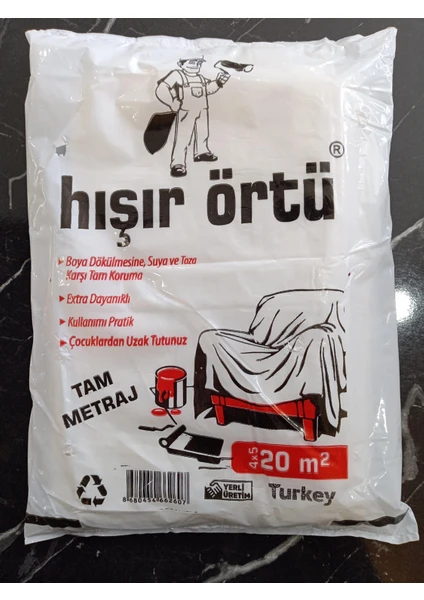 hışır örtü ®
Boya Dökülmesine, Suya ve Toza
Karşı Tam Koruma
Extra Dayanıklı
Kullanımı Pratik
Çocuklardan Uzak Tutunuz
TAM
METRAJ
4x5 20 m²
8680454966260
YERLİ
ÜRETİM
Turkey